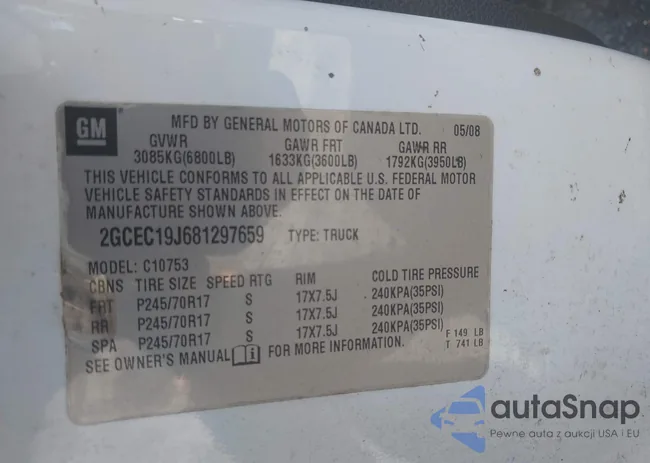 GM
MFD BY GENERAL MOTORS OF CANADA LTD. 05/08
GVWR GAWR FRT GAWR RR
3085KG(6800LB) 1633KG(3600LB) 1792KG(3950LB)
THIS VEHICLE CONFORMS TO ALL APPLICABLE U.S. FEDERAL MOTOR
VEHICLE SAFETY STANDARDS IN EFFECT ON THE DATE OF
MANUFACTURE SHOWN ABOVE.
2GCEC19J681297659 TYPE: TRUCK
MODEL: C10753
CBNS TIRE SIZE SPEED RTG RIM COLD TIRE PRESSURE
FRT P245/70R17 S 17X7.5J 240KPA(35PSI)
RR P245/70R17 S 17X7.5J 240KPA(35PSI)
SPA P245/70R17 S 17X7.5J 240KPA(35PSI)
F 149 LB
T 741 LB
SEE OWNER'S MANUAL FOR MORE INFORMATION.
autaSnap
Pewne auta z aukcji USA i EU